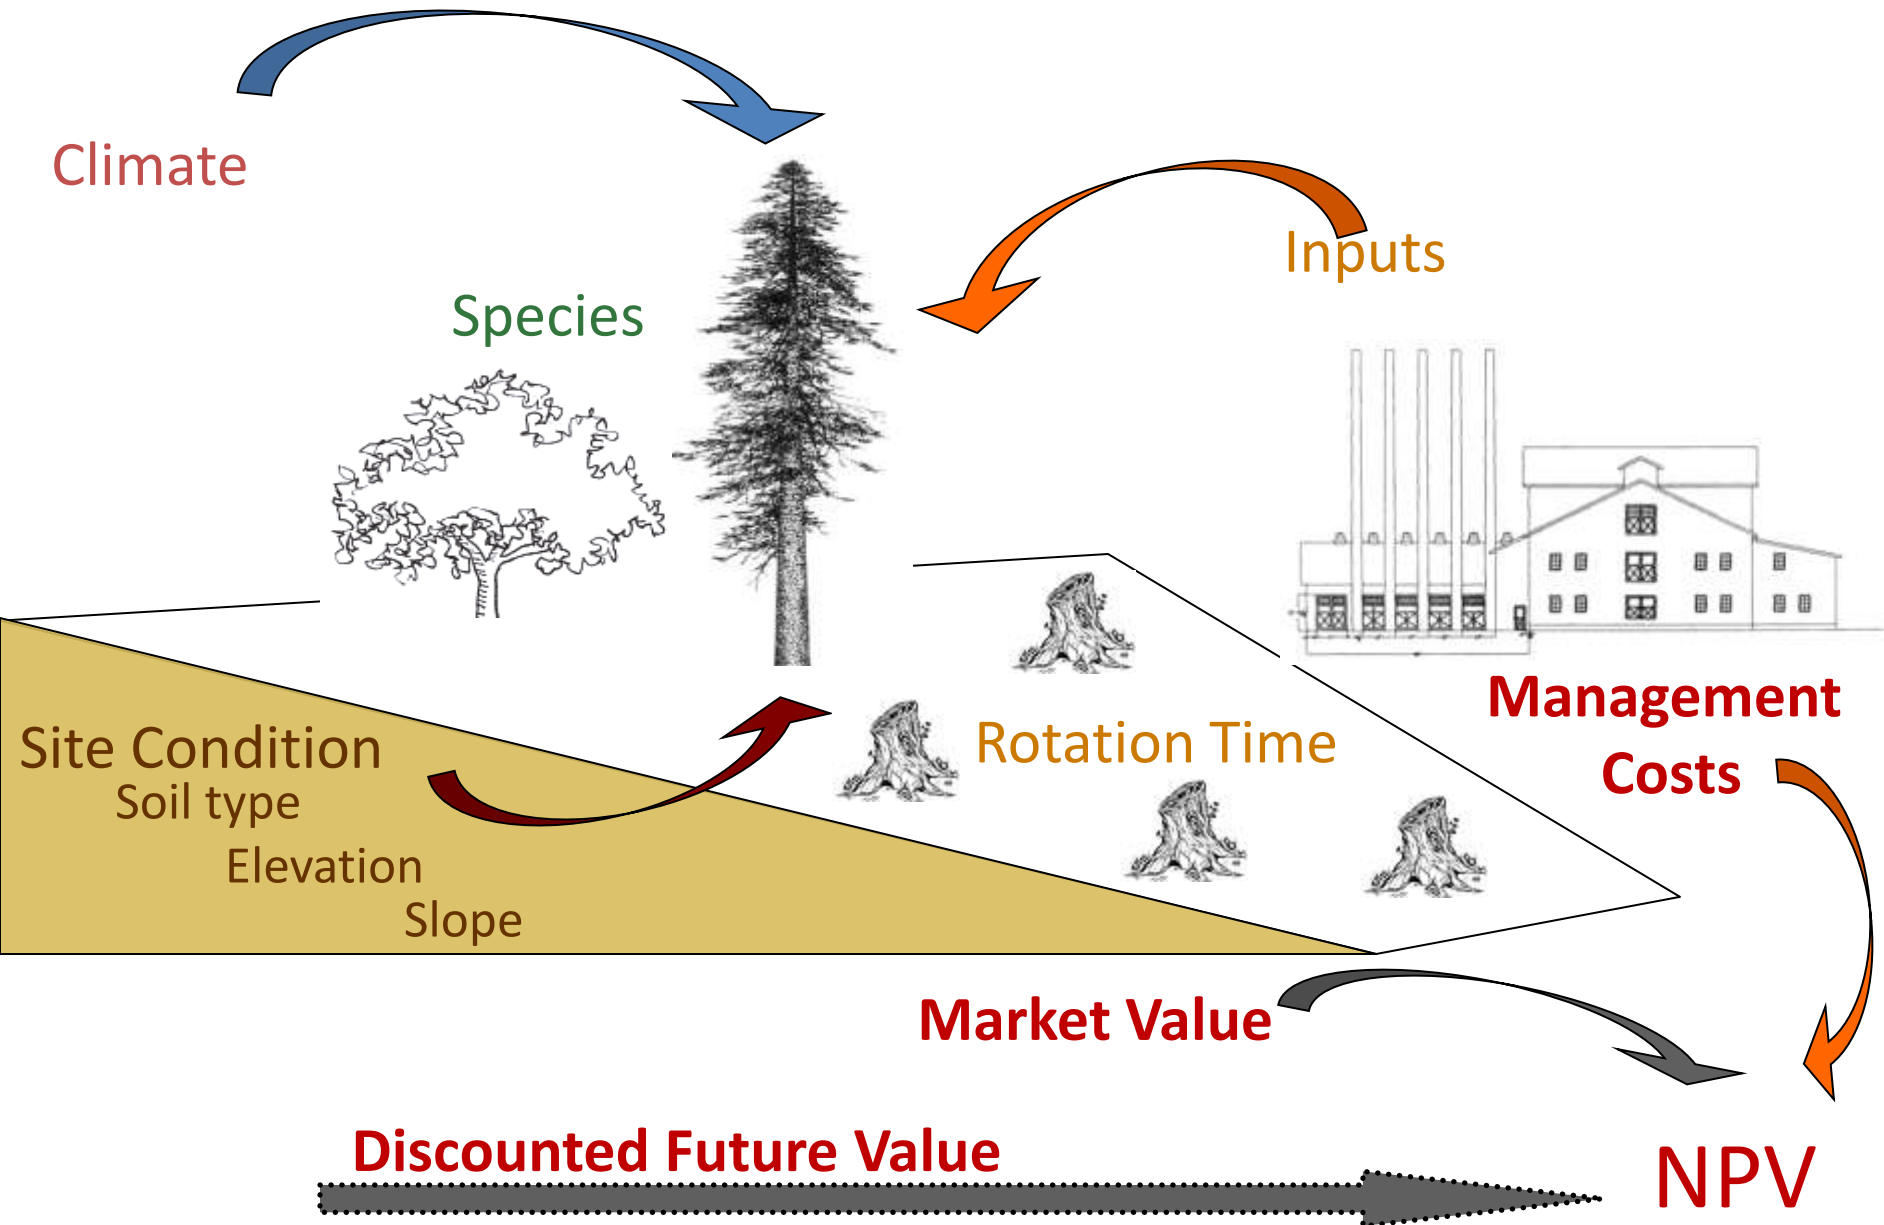 Climate
Inputs
Species
Management
Costs
Site Condition
Rotation Time
Soil type
Elevation
Slope
Market Value
Discounted Future Value
NPV